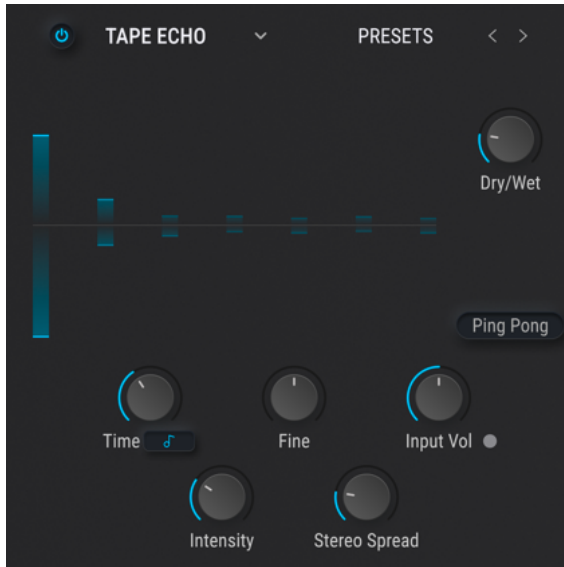 TAPE ECHO
PRESETS
Dry/Wet
Ping Pong
Time
Fine
Input Vol
Intensity
Stereo Spread